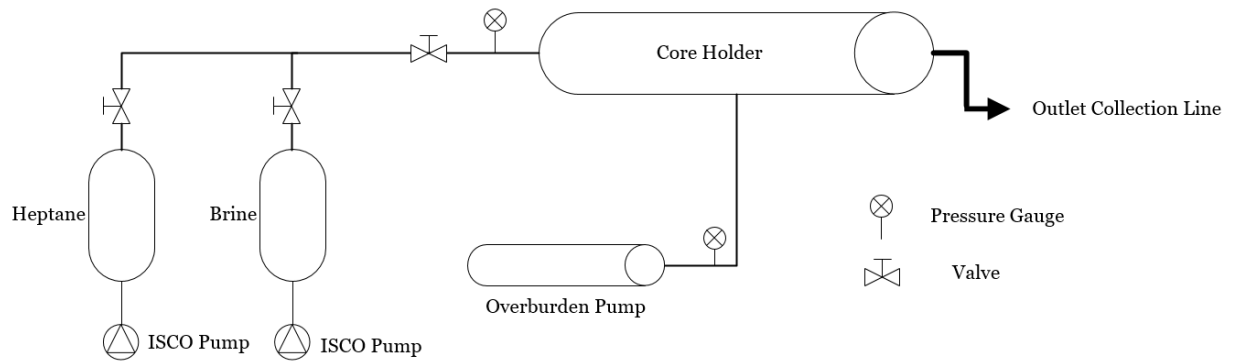 Core Holder
Outlet Collection Line
Heptane
Brine
Pressure Gauge
Valve
Overburden Pump
ISCO Pump
ISCO Pump